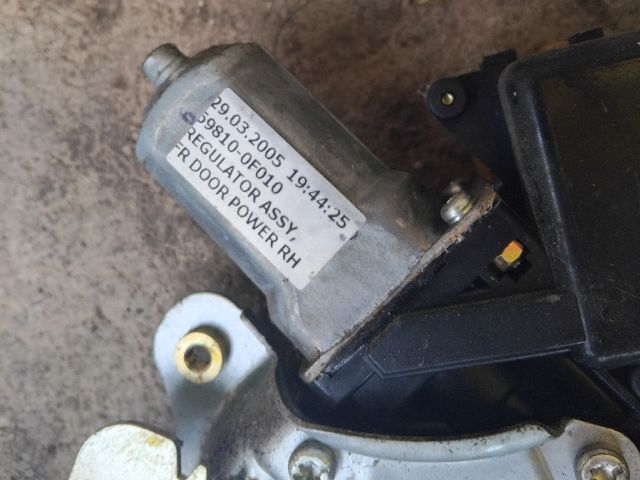 29.03.2005 19:44:25
69810-0F010
REGULATOR ASSY,
FR DOOR POWER RH